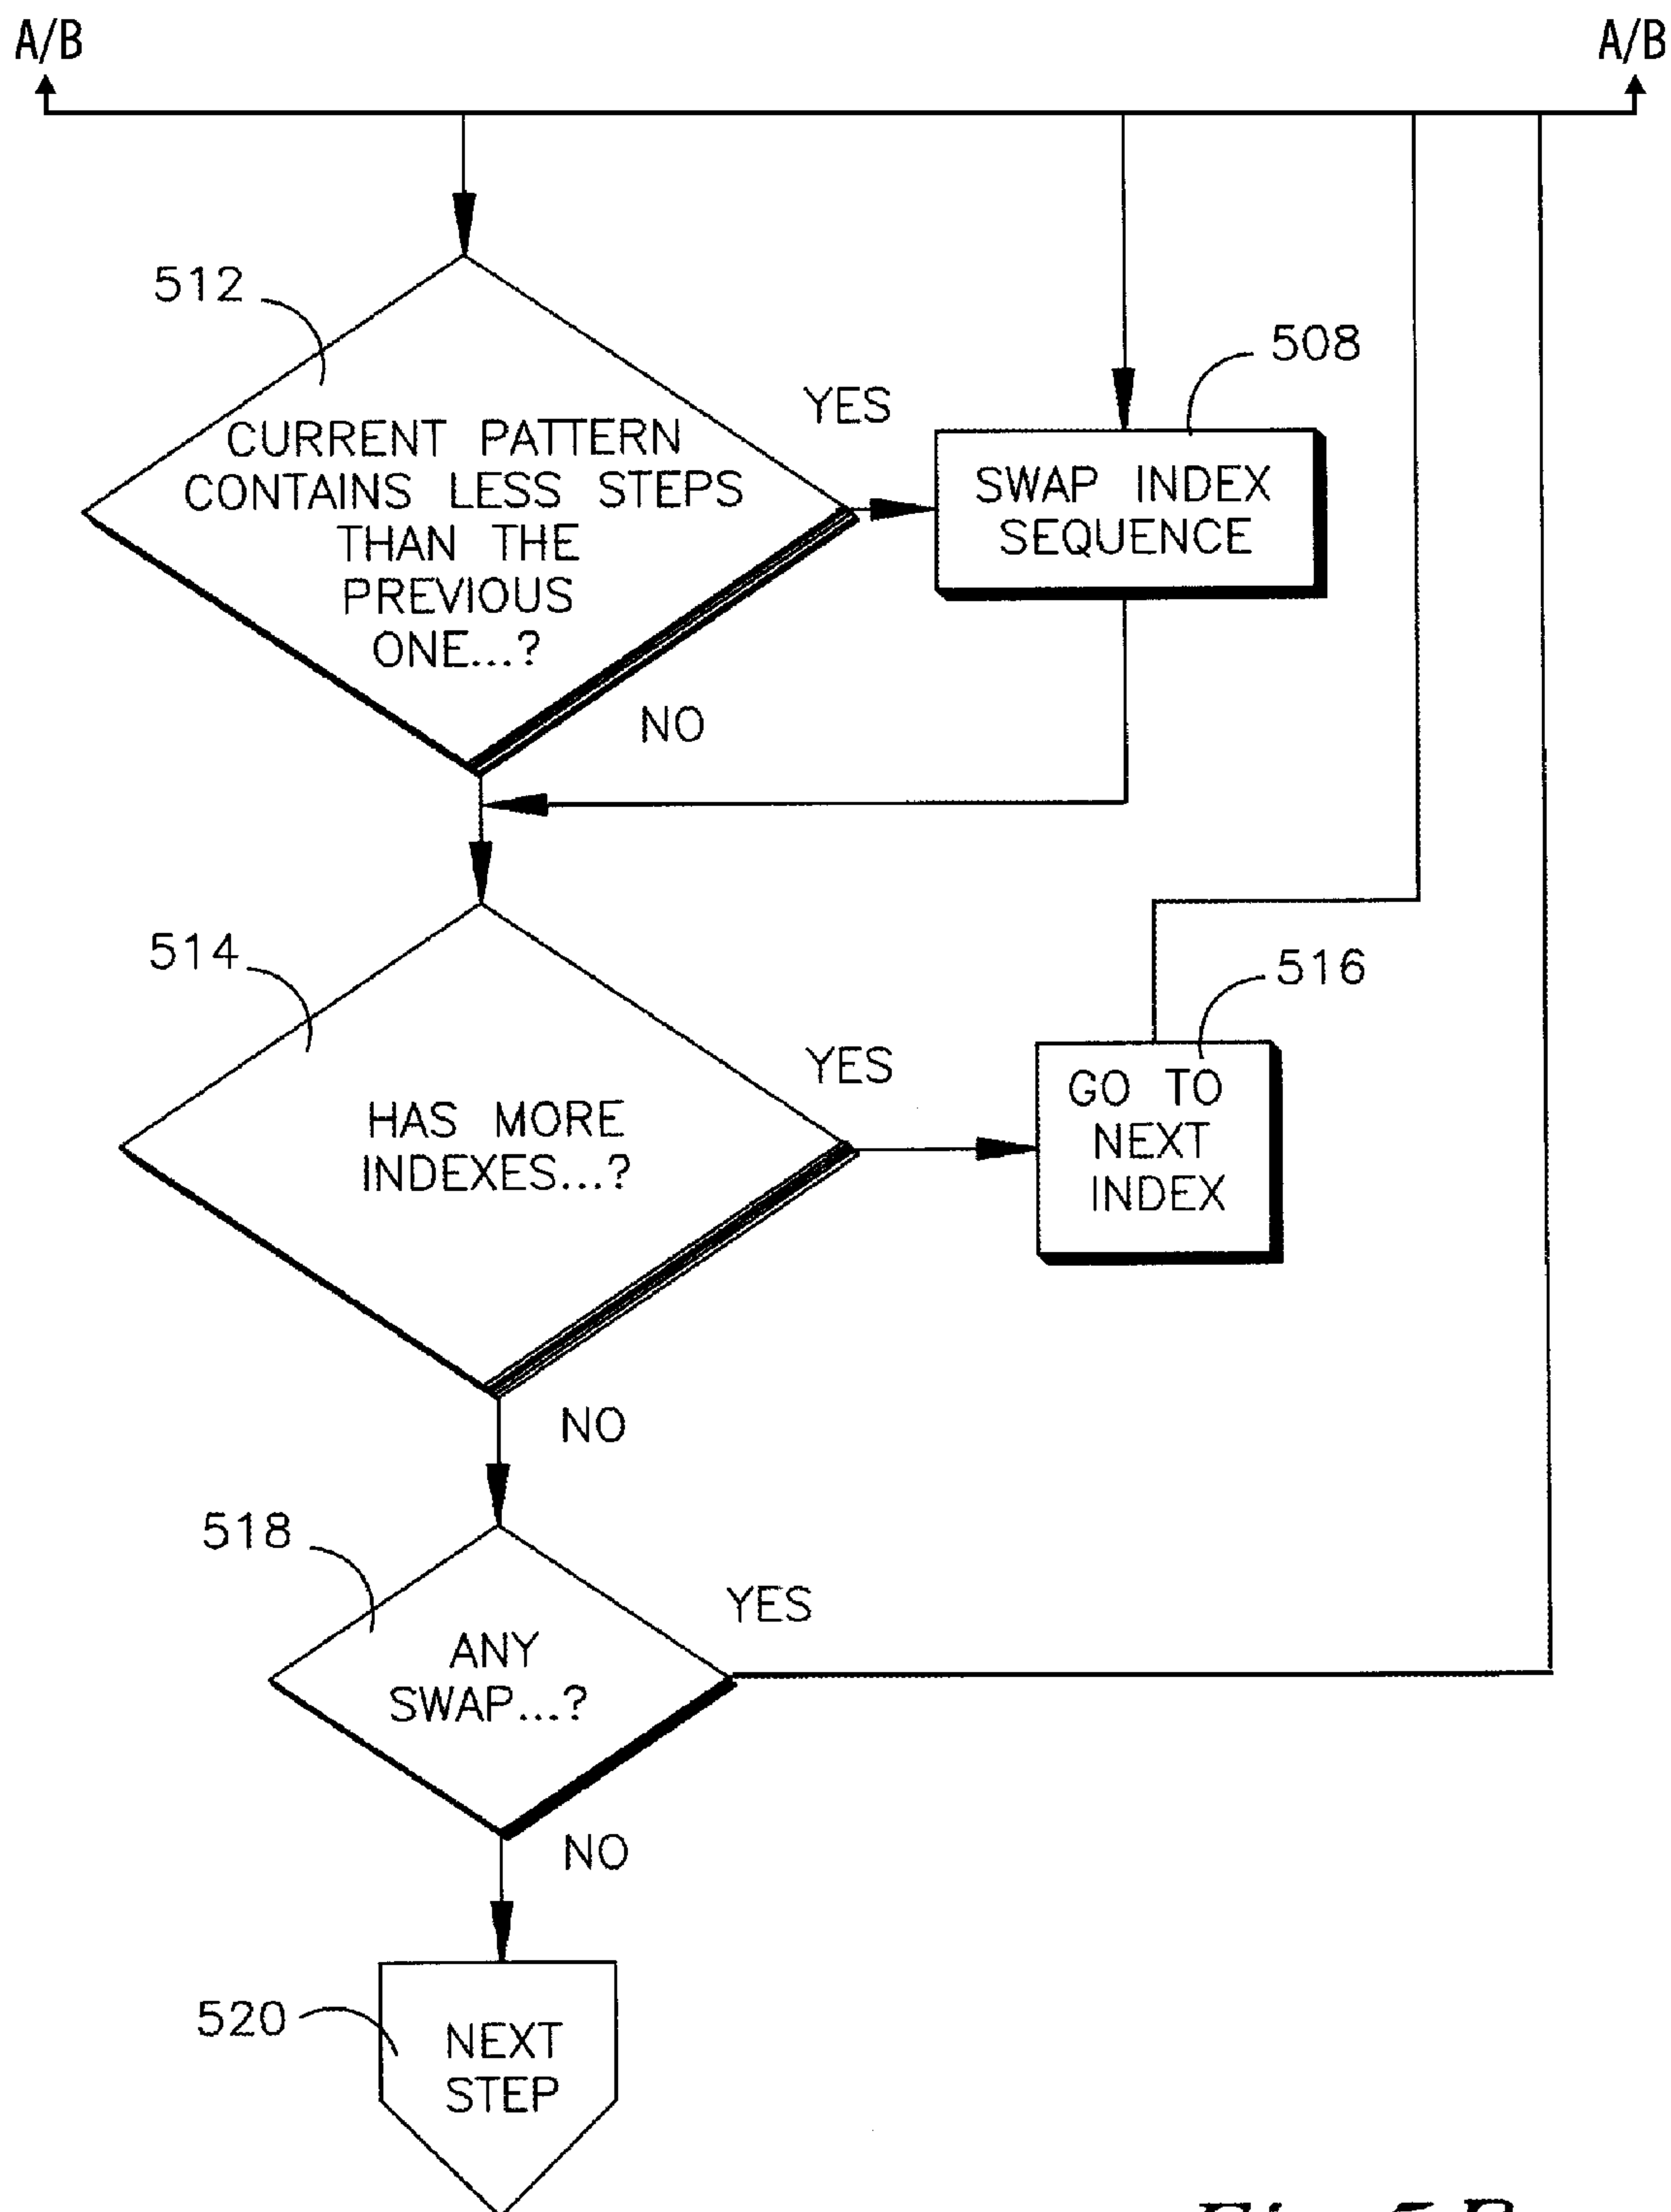 A/B
A/B
512
CURRENT PATTERN
CONTAINS LESS STEPS
THAN THE
PREVIOUS
ONE...?
YES
508
SWAP INDEX
SEQUENCE
NO
514
HAS MORE
INDEXES...?
YES
516
GO TO
NEXT
INDEX
NO
518
ANY
SWAP...?
YES
NO
520
NEXT
STEP